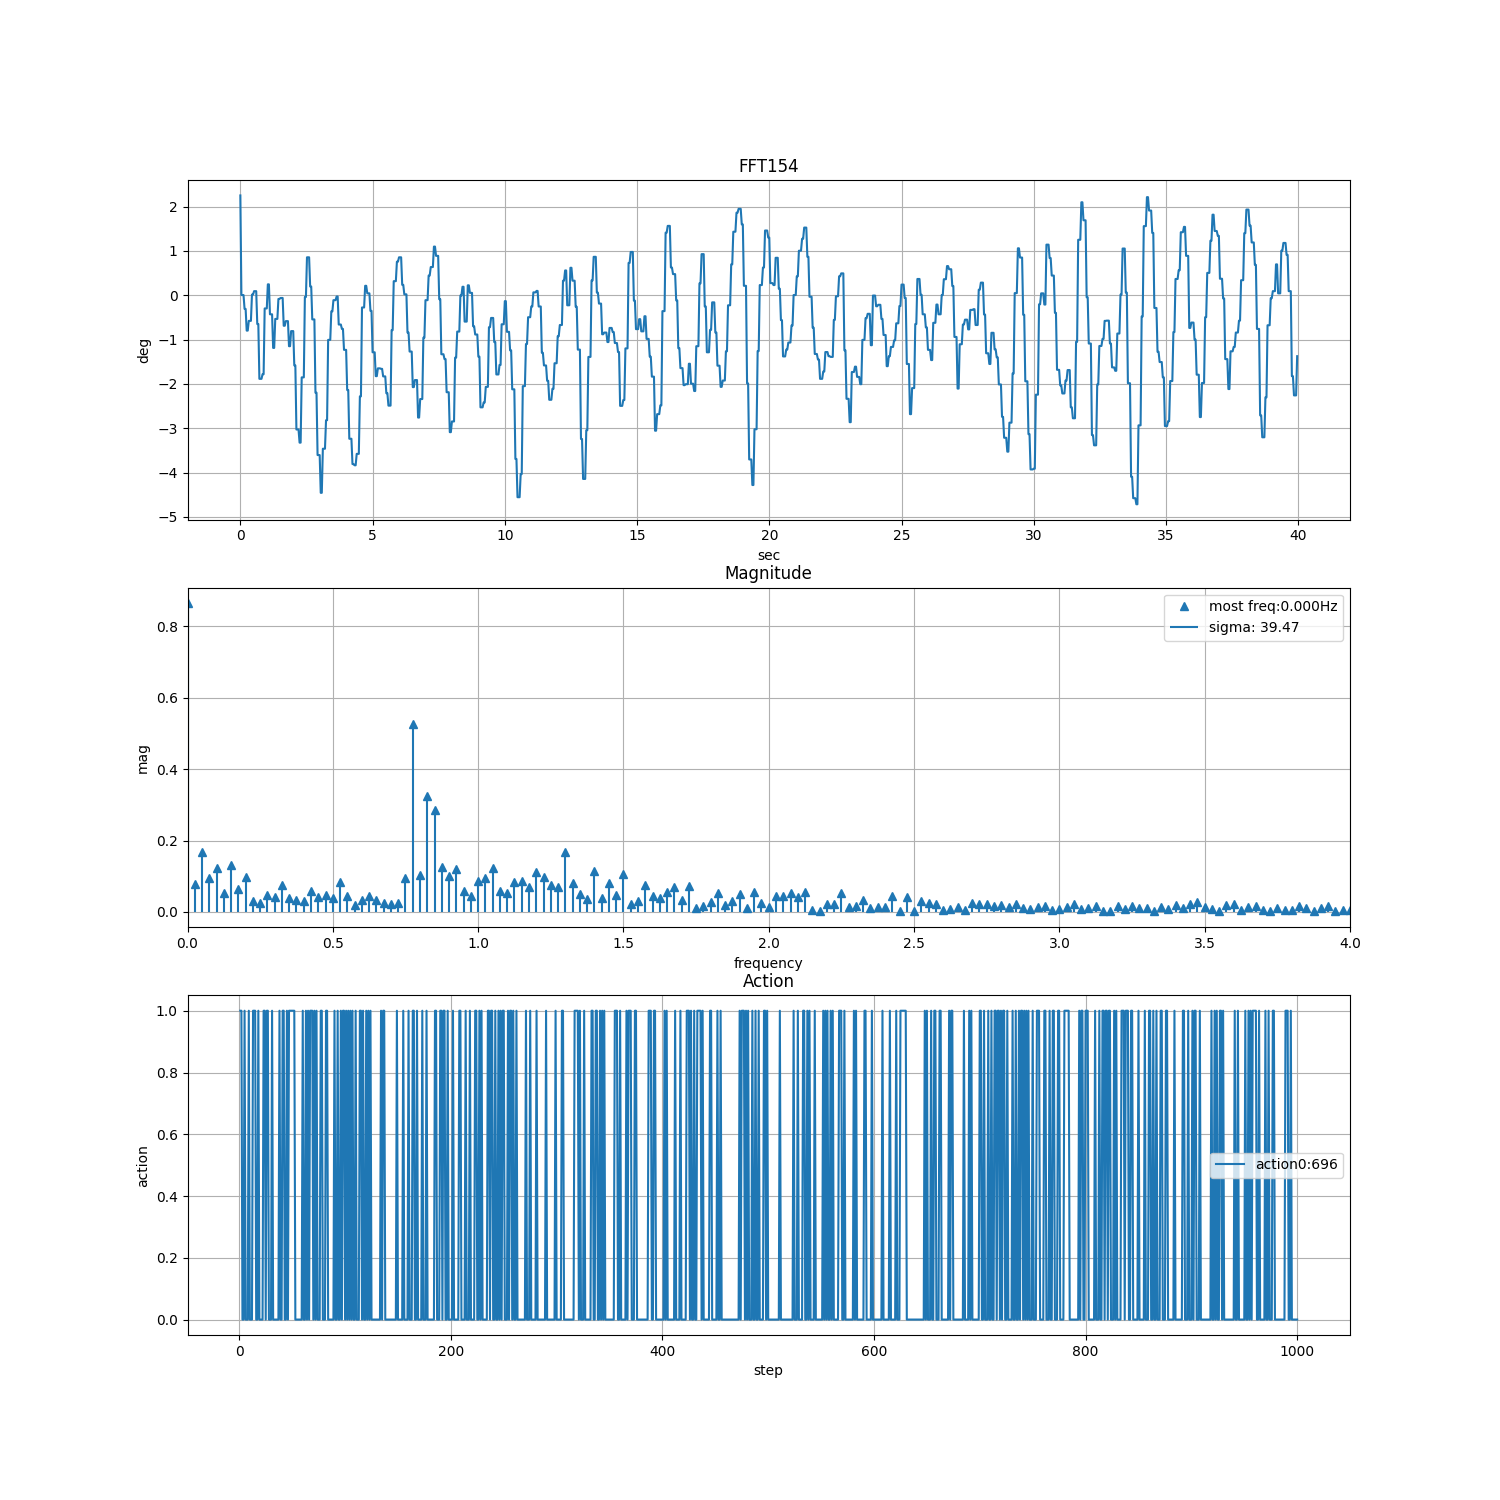 FFT154
2
1
0
−1
−2
−3
−4
−5
deg
0 5 10 15 20 25 30 35 40
sec
Magnitude
most freq:0.000Hz
sigma: 39.47
0.8
0.6
0.4
0.2
0.0
mag
0.0 0.5 1.0 1.5 2.0 2.5 3.0 3.5 4.0
frequency
Action
1.0
0.8
0.6
0.4
0.2
0.0
action
action0:696
0 200 400 600 800 1000
step